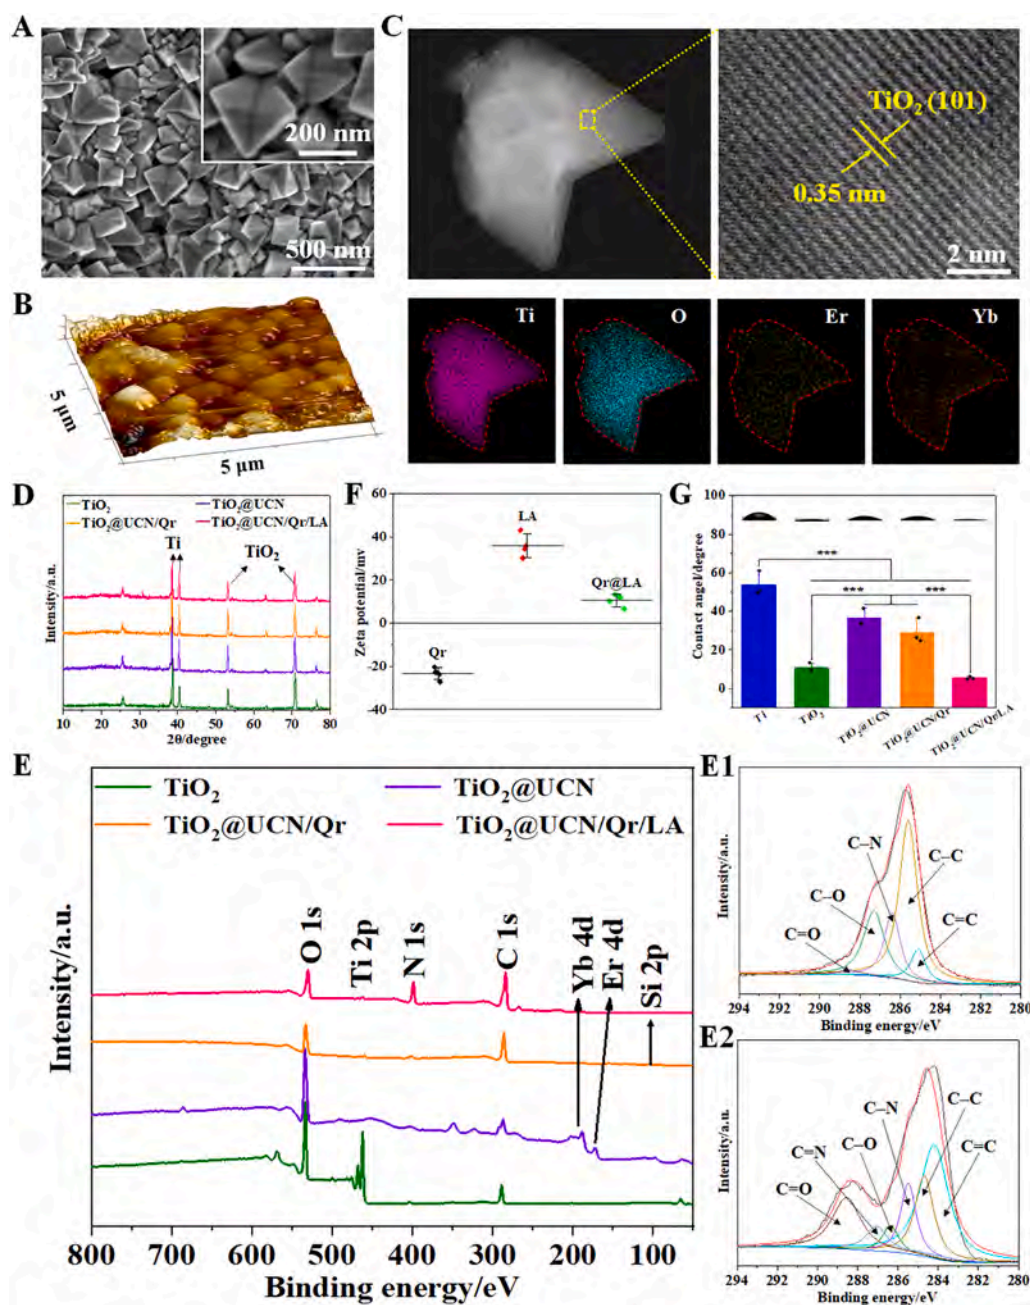 A
200 nm
500 nm
C
TiO₂ (101)
0.35 nm
2 nm
B
5 μm
5 μm
Ti
O
Er
Yb
D
TiO₂
TiO₂@UCN
TiO₂@UCN/Qr
TiO₂@UCN/Qr/LA
Ti
TiO₂
Intensity/a.u.
10 20 30 40 50 60 70 80
2θ/degree
F
60
40
20
0
-20
-40
Zeta potential/mv
LA
Qr@LA
Qr
G
100
80
60
40
20
0
Contact angel/degree
***
*** ***
Ti
TiO₂
TiO₂@UCN
TiO₂@UCN/Qr
TiO₂@UCN/Qr/LA
E
TiO₂
TiO₂@UCN
TiO₂@UCN/Qr
TiO₂@UCN/Qr/LA
O 1s
Ti 2p
N 1s
C 1s
Yb 4d
Er 4d
Si 2p
Intensity/a.u.
800 700 600 500 400 300 200 100
Binding energy/eV
E1
C–N
C–C
C–O
C=O
C=C
Intensity/a.u.
294 292 290 288 286 284 282 280
Binding energy/eV
E2
C–C
C–N
C–O
C=C
C=N
C=O
Intensity/a.u.
294 292 290 288 286 284 282 280
Binding energy/eV